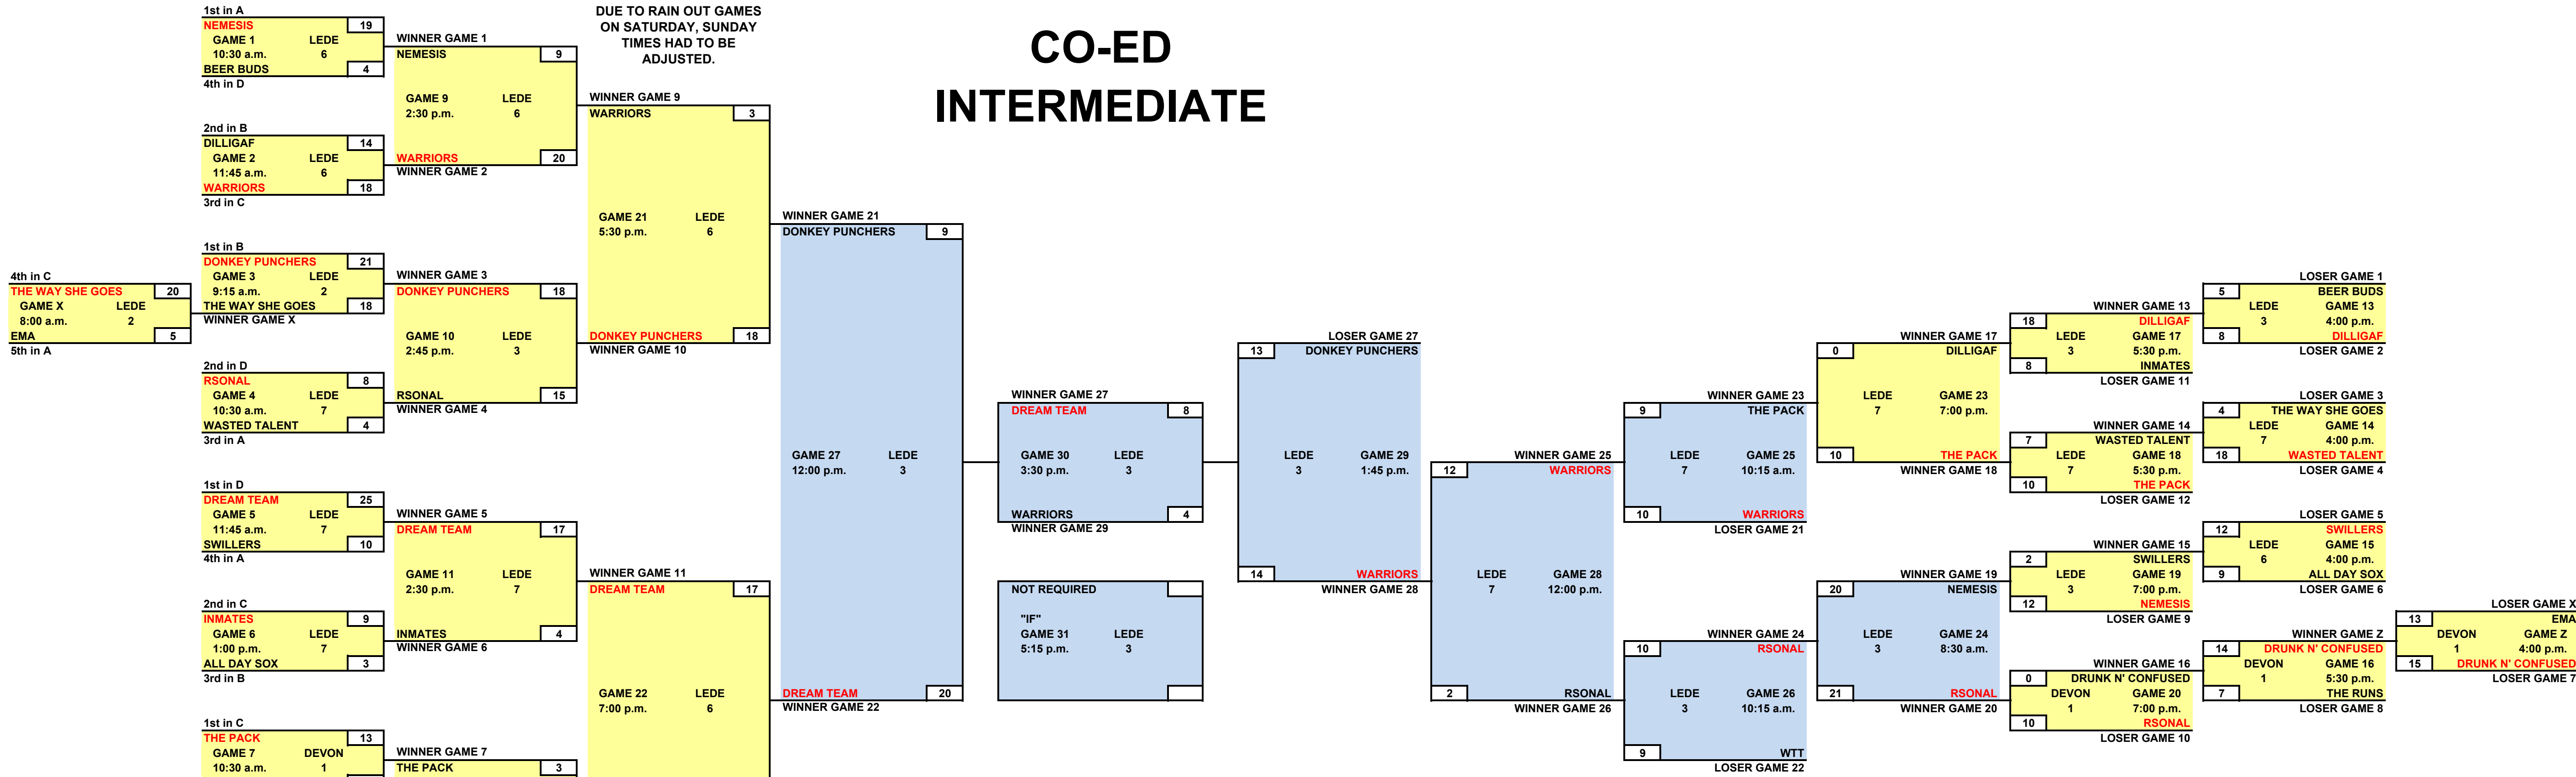 DUE TO RAIN OUT GAMES
ON SATURDAY, SUNDAY
TIMES HAD TO BE
ADJUSTED.
CO-ED
INTERMEDIATE
4th in C
THE WAY SHE GOES 20
GAME X LEDE
8:00 a.m. 2
EMA 5
5th in A
1st in A
NEMESIS 19
GAME 1 LEDE
10:30 a.m. 6
BEER BUDS 4
4th in D
2nd in B
DILLIGAF 14
GAME 2 LEDE
11:45 a.m. 6
WARRIORS 18
3rd in C
1st in B
DONKEY PUNCHERS 21
GAME 3 LEDE
9:15 a.m. 2
THE WAY SHE GOES 18
WINNER GAME X
2nd in D
RSONAL 8
GAME 4 LEDE
10:30 a.m. 7
WASTED TALENT 4
3rd in A
1st in D
DREAM TEAM 25
GAME 5 LEDE
11:45 a.m. 7
SWILLERS 10
4th in A
2nd in C
INMATES 9
GAME 6 LEDE
1:00 p.m. 7
ALL DAY SOX 3
3rd in B
1st in C
THE PACK 13
GAME 7 DEVON
10:30 a.m. 1
WINNER GAME 1
NEMESIS 9
GAME 9 LEDE
2:30 p.m. 6
WARRIORS 20
WINNER GAME 2
WINNER GAME 3
DONKEY PUNCHERS 18
GAME 10 LEDE
2:45 p.m. 3
RSONAL 15
WINNER GAME 4
WINNER GAME 5
DREAM TEAM 17
GAME 11 LEDE
2:30 p.m. 7
INMATES 4
WINNER GAME 6
WINNER GAME 7
THE PACK 3
WINNER GAME 9
WARRIORS 3
GAME 21 LEDE
5:30 p.m. 6
DONKEY PUNCHERS 18
WINNER GAME 10
WINNER GAME 11
DREAM TEAM 17
GAME 22 LEDE
7:00 p.m. 6
WINNER GAME 21
DONKEY PUNCHERS 9
GAME 27 LEDE
12:00 p.m. 3
DREAM TEAM 20
WINNER GAME 22
WINNER GAME 27
DREAM TEAM 8
GAME 30 LEDE
3:30 p.m. 3
WARRIORS 4
WINNER GAME 29
NOT REQUIRED
"IF"
GAME 31 LEDE
5:15 p.m. 3
LOSER GAME 27
13 DONKEY PUNCHERS
LEDE GAME 29
3 1:45 p.m.
14 WARRIORS
WINNER GAME 28
WINNER GAME 25
12 WARRIORS
LEDE GAME 28
7 12:00 p.m.
2 RSONAL
WINNER GAME 26
WINNER GAME 23
9 THE PACK
LEDE GAME 25
7 10:15 a.m.
10 WARRIORS
LOSER GAME 21
WINNER GAME 24
10 RSONAL
LEDE GAME 26
3 10:15 a.m.
9 WTT
LOSER GAME 22
WINNER GAME 17
0 DILLIGAF
LEDE GAME 23
7 7:00 p.m.
10 THE PACK
WINNER GAME 18
WINNER GAME 19
20 NEMESIS
LEDE GAME 24
3 8:30 a.m.
21 RSONAL
WINNER GAME 20
WINNER GAME 13
18 DILLIGAF
LEDE GAME 17
3 5:30 p.m.
8 INMATES
LOSER GAME 11
WINNER GAME 14
7 WASTED TALENT
LEDE GAME 18
7 5:30 p.m.
10 THE PACK
LOSER GAME 12
WINNER GAME 15
2 SWILLERS
LEDE GAME 19
3 7:00 p.m.
12 NEMESIS
LOSER GAME 9
WINNER GAME 16
0 DRUNK N' CONFUSED
DEVON GAME 20
1 7:00 p.m.
10 RSONAL
LOSER GAME 10
LOSER GAME 1
5 BEER BUDS
LEDE GAME 13
3 4:00 p.m.
8 DILLIGAF
LOSER GAME 2
LOSER GAME 3
4 THE WAY SHE GOES
LEDE GAME 14
7 4:00 p.m.
18 WASTED TALENT
LOSER GAME 4
LOSER GAME 5
12 SWILLERS
LEDE GAME 15
6 4:00 p.m.
9 ALL DAY SOX
LOSER GAME 6
WINNER GAME Z
14 DRUNK N' CONFUSED
DEVON GAME 16
1 5:30 p.m.
7 THE RUNS
LOSER GAME 8
LOSER GAME X
13 EMA
DEVON GAME Z
1 4:00 p.m.
15 DRUNK N' CONFUSED
LOSER GAME 7